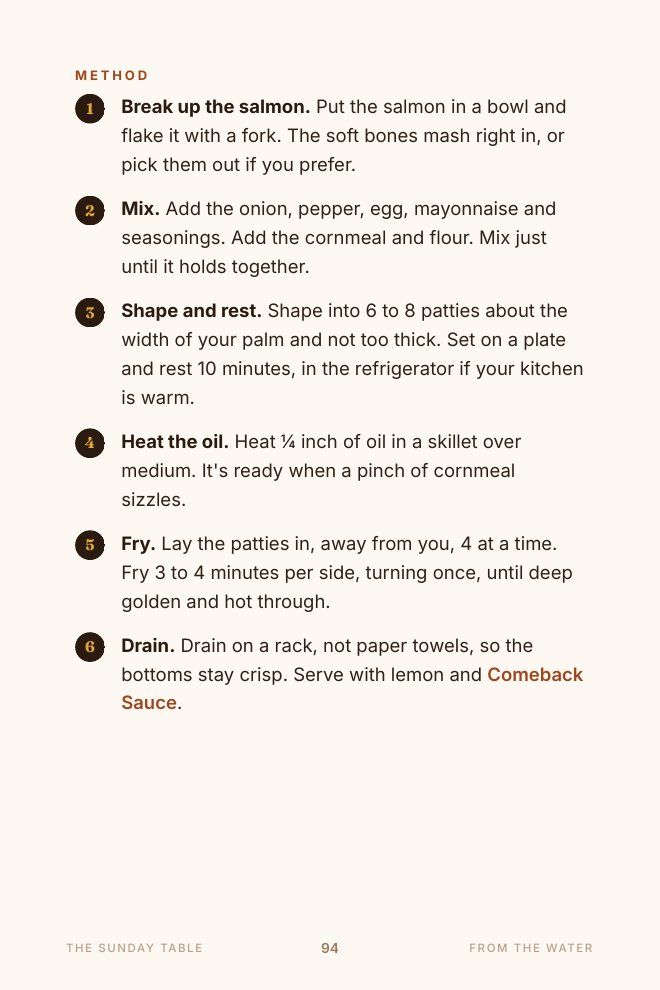 METHOD
1 Break up the salmon. Put the salmon in a bowl and
flake it with a fork. The soft bones mash right in, or
pick them out if you prefer.
2 Mix. Add the onion, pepper, egg, mayonnaise and
seasonings. Add the cornmeal and flour. Mix just
until it holds together.
3 Shape and rest. Shape into 6 to 8 patties about the
width of your palm and not too thick. Set on a plate
and rest 10 minutes, in the refrigerator if your kitchen
is warm.
4 Heat the oil. Heat ¼ inch of oil in a skillet over
medium. It's ready when a pinch of cornmeal
sizzles.
5 Fry. Lay the patties in, away from you, 4 at a time.
Fry 3 to 4 minutes per side, turning once, until deep
golden and hot through.
6 Drain. Drain on a rack, not paper towels, so the
bottoms stay crisp. Serve with lemon and Comeback
Sauce.
THE SUNDAY TABLE 94 FROM THE WATER